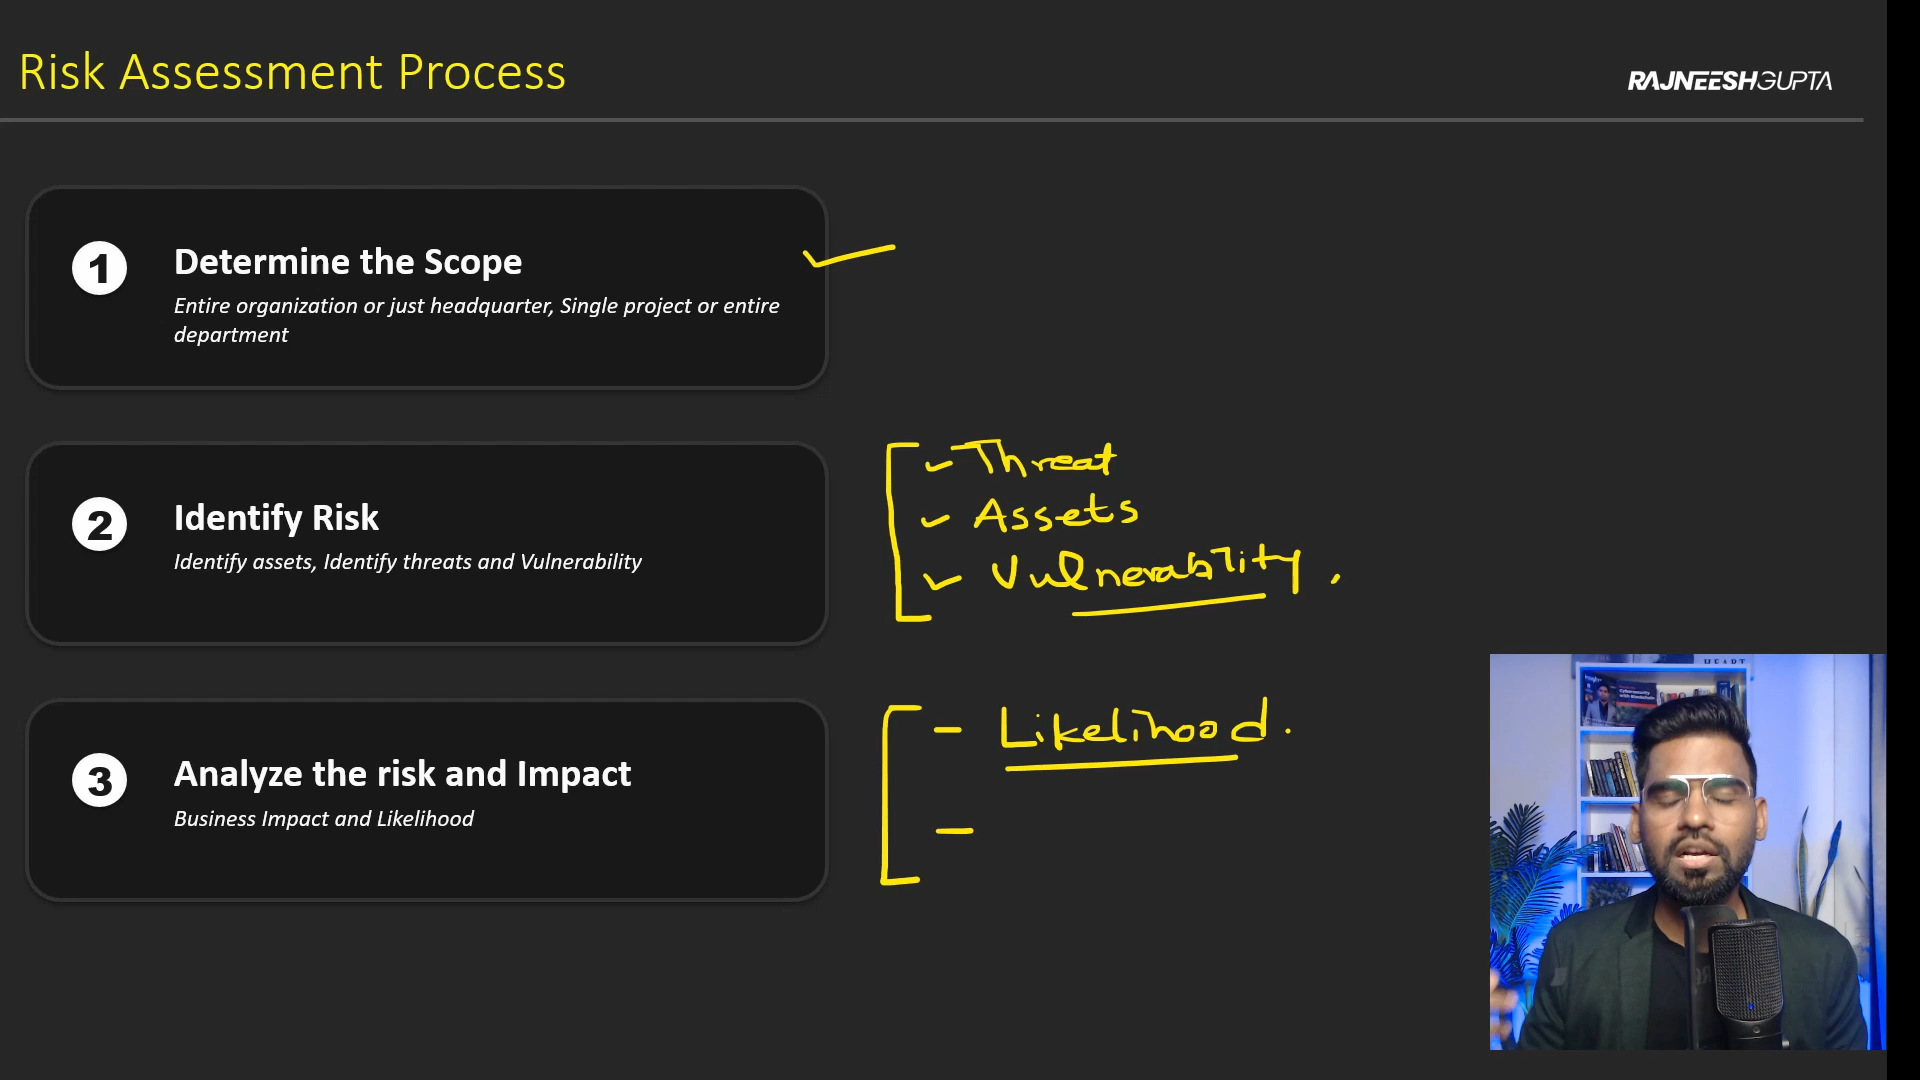 Risk Assessment Process
RAJNEESHGUPTA
1
Determine the Scope
Entire organization or just headquarter, Single project or entire
department
2
Identify Risk
Identify assets, Identify threats and Vulnerability
- Threat
- Assets
- Vulnerability.
3
Analyze the risk and Impact
Business Impact and Likelihood
- Likelihood.
-
HEART